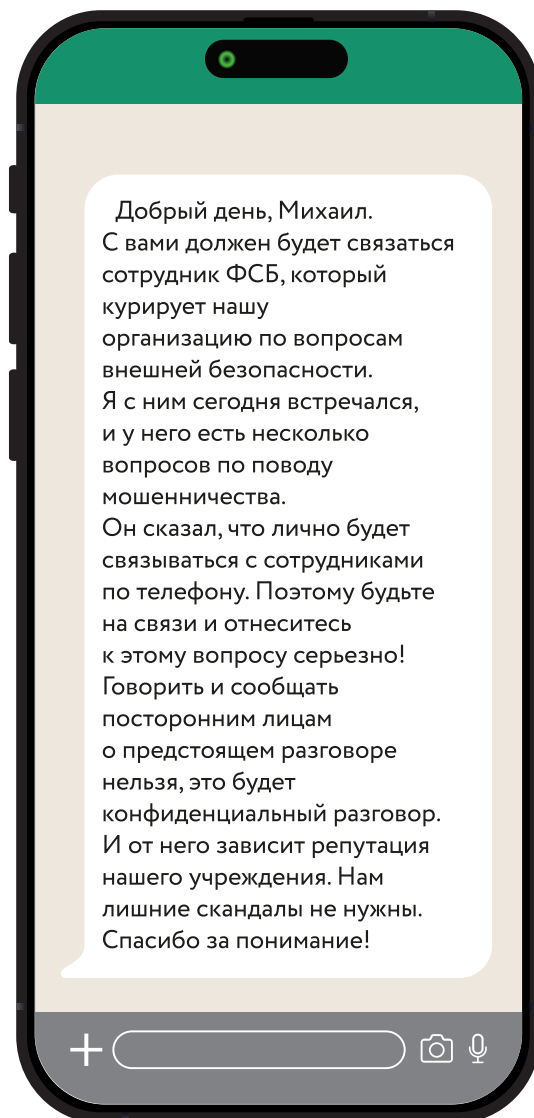 Добрый день, Михаил.
С вами должен будет связаться
сотрудник ФСБ, который
курирует нашу
организацию по вопросам
внешней безопасности.
Я с ним сегодня встречался,
и у него есть несколько
вопросов по поводу
мошенничества.
Он сказал, что лично будет
связываться с сотрудниками
по телефону. Поэтому будьте
на связи и отнеситесь
к этому вопросу серьезно!
Говорить и сообщать
посторонним лицам
о предстоящем разговоре
нельзя, это будет
конфиденциальный разговор.
И от него зависит репутация
нашего учреждения. Нам
лишние скандалы не нужны.
Спасибо за понимание!